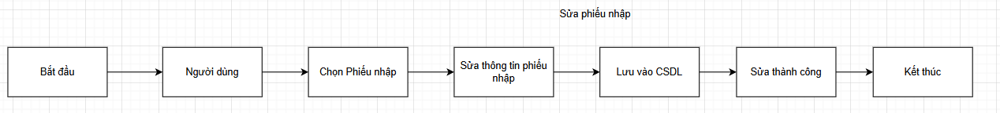 Sửa phiếu nhập
Bắt đầu
Người dùng
Chọn Phiếu nhập
Sửa thông tin phiếu
nhập
Lưu vào CSDL
Sửa thành công
Kết thúc